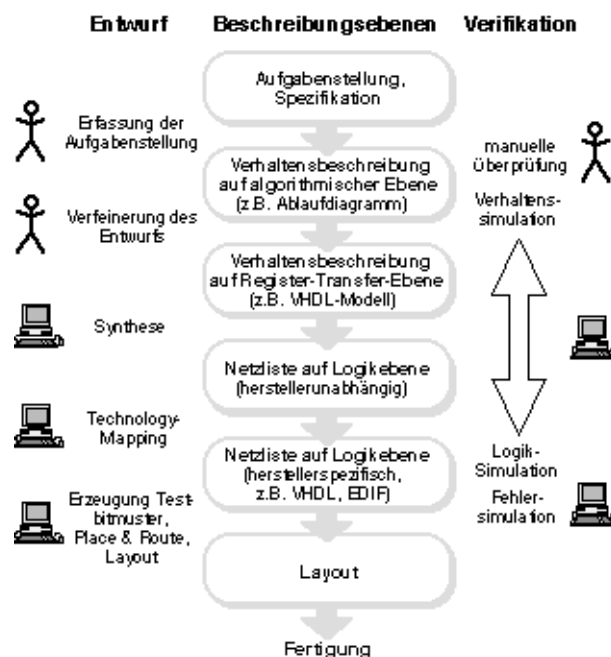 Entwurf Beschreibungsebenen Verifikation
Aufgabenstellung,
Spezifikation
Erfassung der
Aufgabenstellung
manuelle
Überprüfung
Verhaltensbeschreibung
auf algorithmischer Ebene
(z.B. Ablaufdiagramm)
Verfeinerung des
Entwurfs
Verhaltens-
simulation
Verhaltensbeschreibung
auf Register-Transfer-Ebene
(z.B. VHDL-Modell)
Synthese
Netzliste auf Logikebene
(herstellerunabhängig)
Technology-
Mapping
Logik-
Simulation
Netzliste auf Logikebene
(herstellerspezifisch,
z.B. VHDL, EDIF)
Fehler-
simulation
Erzeugung Test-
bitmuster,
Place & Route,
Layout
Layout
Fertigung